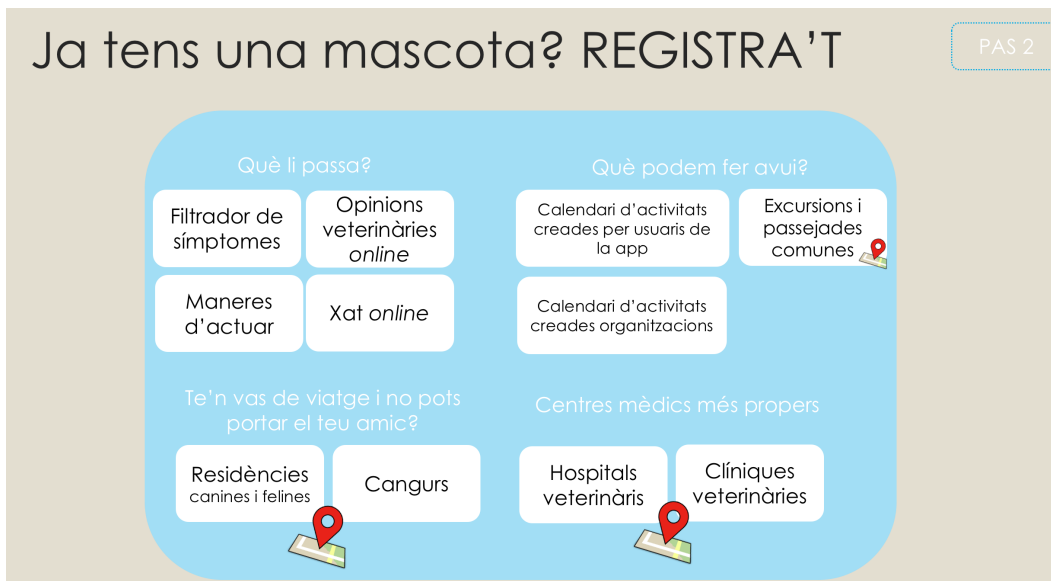 Ja tens una mascota? REGISTRA’T
PAS 2
Què li passa?
Filtrador de
símptomes
Opinions
veterinàries
online
Maneres
d’actuar
Xat online
Què podem fer avui?
Calendari d’activitats
creades per usuaris de
la app
Excursions i
passejades
comunes
Calendari d’activitats
creades organitzacions
Te’n vas de viatge i no pots
portar el teu amic?
Residències
canines i felines
Cangurs
Centres mèdics més propers
Hospitals
veterinàris
Clíniques
veterinàries